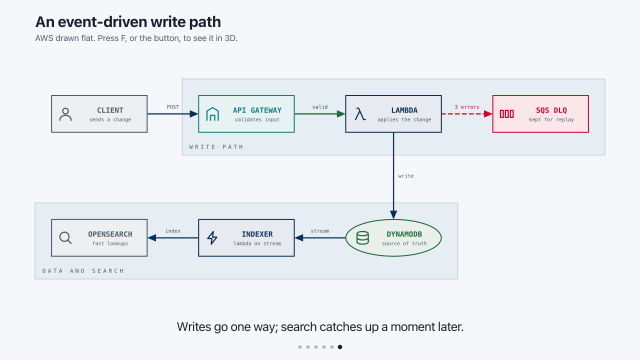 An event-driven write path
AWS drawn flat. Press F, or the button, to see it in 3D.
CLIENT
sends a change
POST
API GATEWAY
validates input
valid
LAMBDA
applies the change
3 errors
SQS DLQ
kept for replay
WRITE PATH
write
OPENSEARCH
fast lookups
index
INDEXER
lambda on stream
stream
DYNAMODB
source of truth
DATA AND SEARCH
Writes go one way; search catches up a moment later.